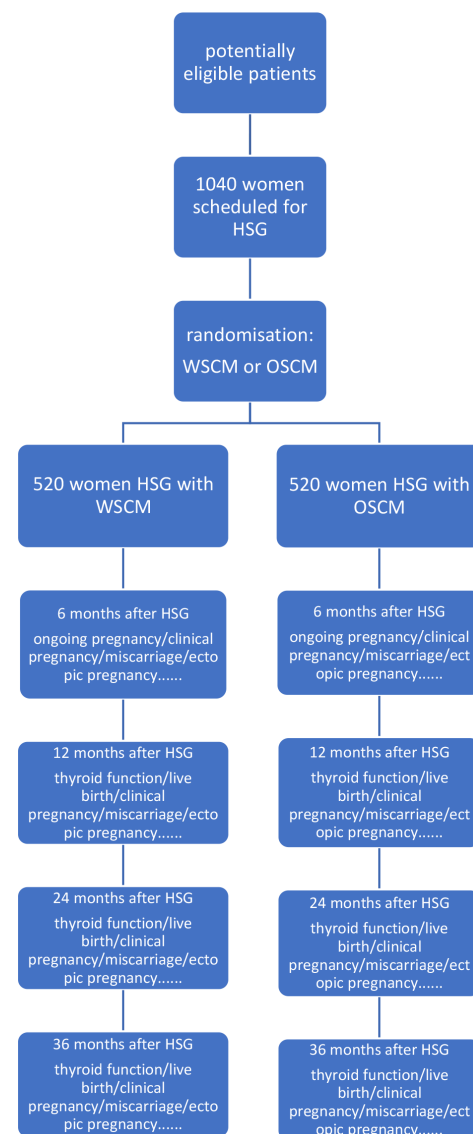 potentially
eligible patients
1040 women
scheduled for
HSG
randomisation:
WSCM or OSCM
520 women HSG with
WSCM
520 women HSG with
OSCM
6 months after HSG
ongoing pregnancy/clinical
pregnancy/miscarriage/ecto
pic pregnancy......
6 months after HSG
ongoing pregnancy/clinical
pregnancy/miscarriage/ect
opic pregnancy......
12 months after HSG
thyroid function/live
birth/clinical
pregnancy/miscarriage/ecto
pic pregnancy......
12 months after HSG
thyroid function/live
birth/clinical
pregnancy/miscarriage/ect
opic pregnancy......
24 months after HSG
thyroid function/live
birth/clinical
pregnancy/miscarriage/ecto
pic pregnancy......
24 months after HSG
thyroid function/live
birth/clinical
pregnancy/miscarriage/ect
opic pregnancy......
36 months after HSG
thyroid function/live
birth/clinical
pregnancy/miscarriage/ecto
pic pregnancy......
36 months after HSG
thyroid function/live
birth/clinical
pregnancy/miscarriage/ect
opic pregnancy......